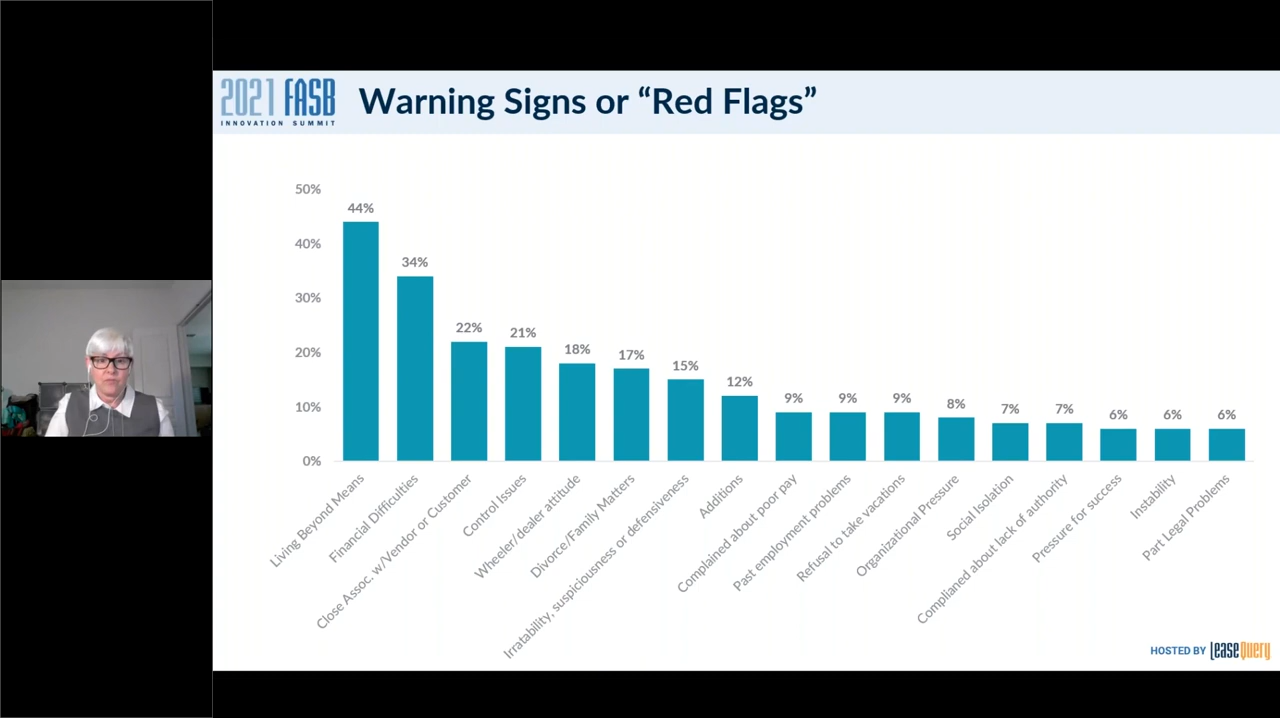 2021 FASB
INNOVATION SUMMIT
Warning Signs or “Red Flags”
50%
40%
30%
20%
10%
0%
44%
34%
22%
21%
18%
17%
15%
12%
9%
9%
9%
8%
7%
7%
6%
6%
6%
Living Beyond Means
Financial Difficulties
Close Assoc. w/Vendor or Customer
Control Issues
Wheeler/dealer attitude
Divorce/Family Matters
Irratability, suspiciousness or defensiveness
Additions
Complained about poor pay
Past employment problems
Refusal to take vacations
Organizational Pressure
Social Isolation
Complianed about lack of authority
Pressure for success
Instability
Part Legal Problems
HOSTED BY LeaseQuery